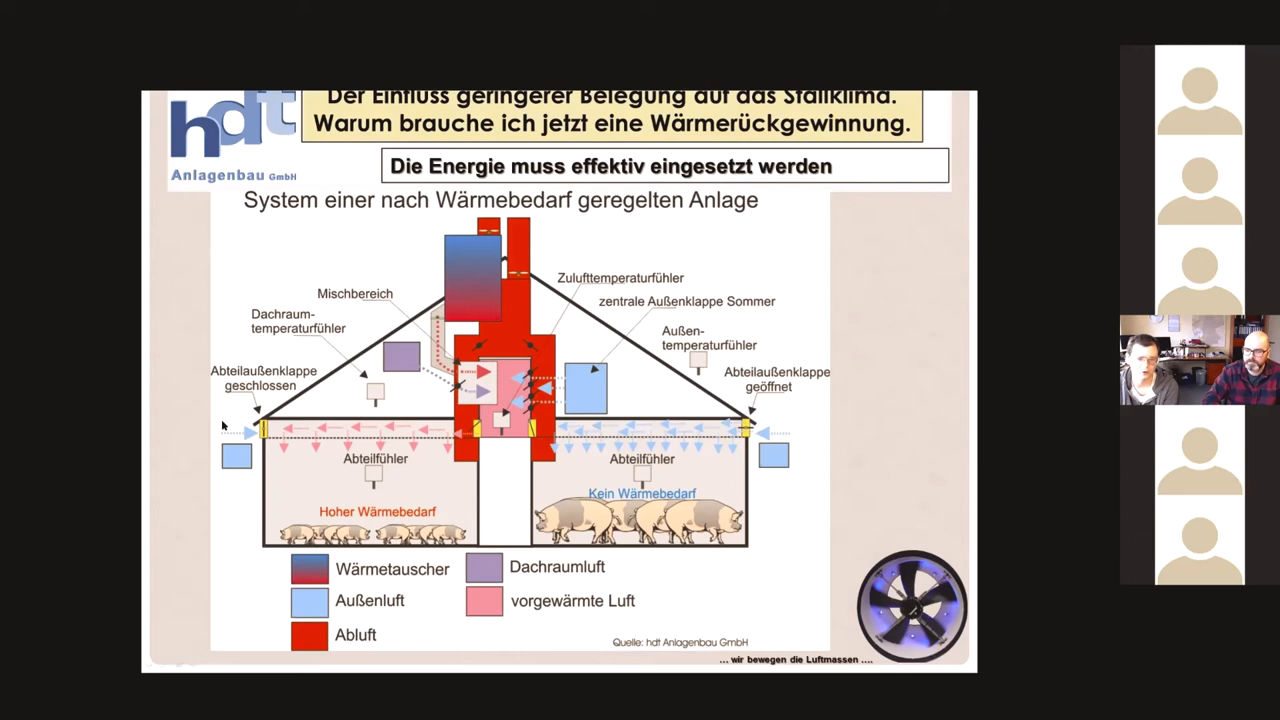 hdt
Anlagenbau GmbH
Der Einfluss geringerer Belegung auf das Stallklima.
Warum brauche ich jetzt eine Wärmerückgewinnung.
Die Energie muss effektiv eingesetzt werden
System einer nach Wärmebedarf geregelten Anlage
Mischbereich
Zulufttemperaturfühler
zentrale Außenklappe Sommer
Dachraum-
temperaturfühler
Außen-
temperaturfühler
Abteilaußenklappe
geschlossen
Abteilaußenklappe
geöffnet
Abteilfühler
Abteilfühler
Hoher Wärmebedarf
Kein Wärmebedarf
Wärmetauscher
Dachraumluft
Außenluft
vorgewärmte Luft
Abluft
Quelle: hdt Anlagenbau GmbH
... wir bewegen die Luftmassen ....